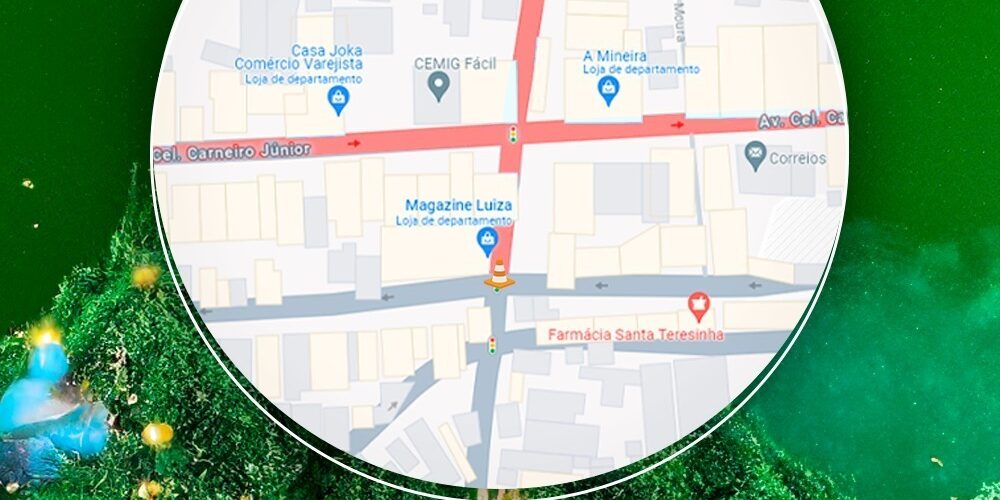 -Moura
Casa Joka
Comércio Varejista
Loja de departamento
CEMIG Fácil
A Mineira
Loja de departamento
Av. Cel. Ca
Cel. Carneiro Júnior
Correios
Magazine Luiza
Loja de departamento
Farmácia Santa Teresinha